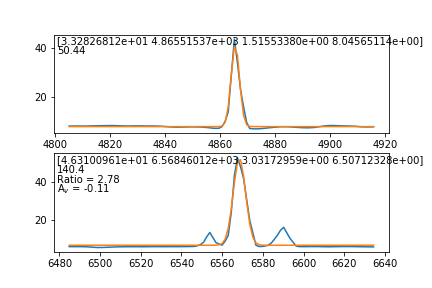 [3.32826812e+01 4.86551537e+03 1.51553380e+00 8.04565114e+00]
50.44
40
20
4800 4820 4840 4860 4880 4900 4920
[4.63100961e+01 6.56846012e+03 3.03172959e+00 6.50712328e+00]
140.4
Ratio = 2.78
Aᵥ = -0.11
40
20
6480 6500 6520 6540 6560 6580 6600 6620 6640